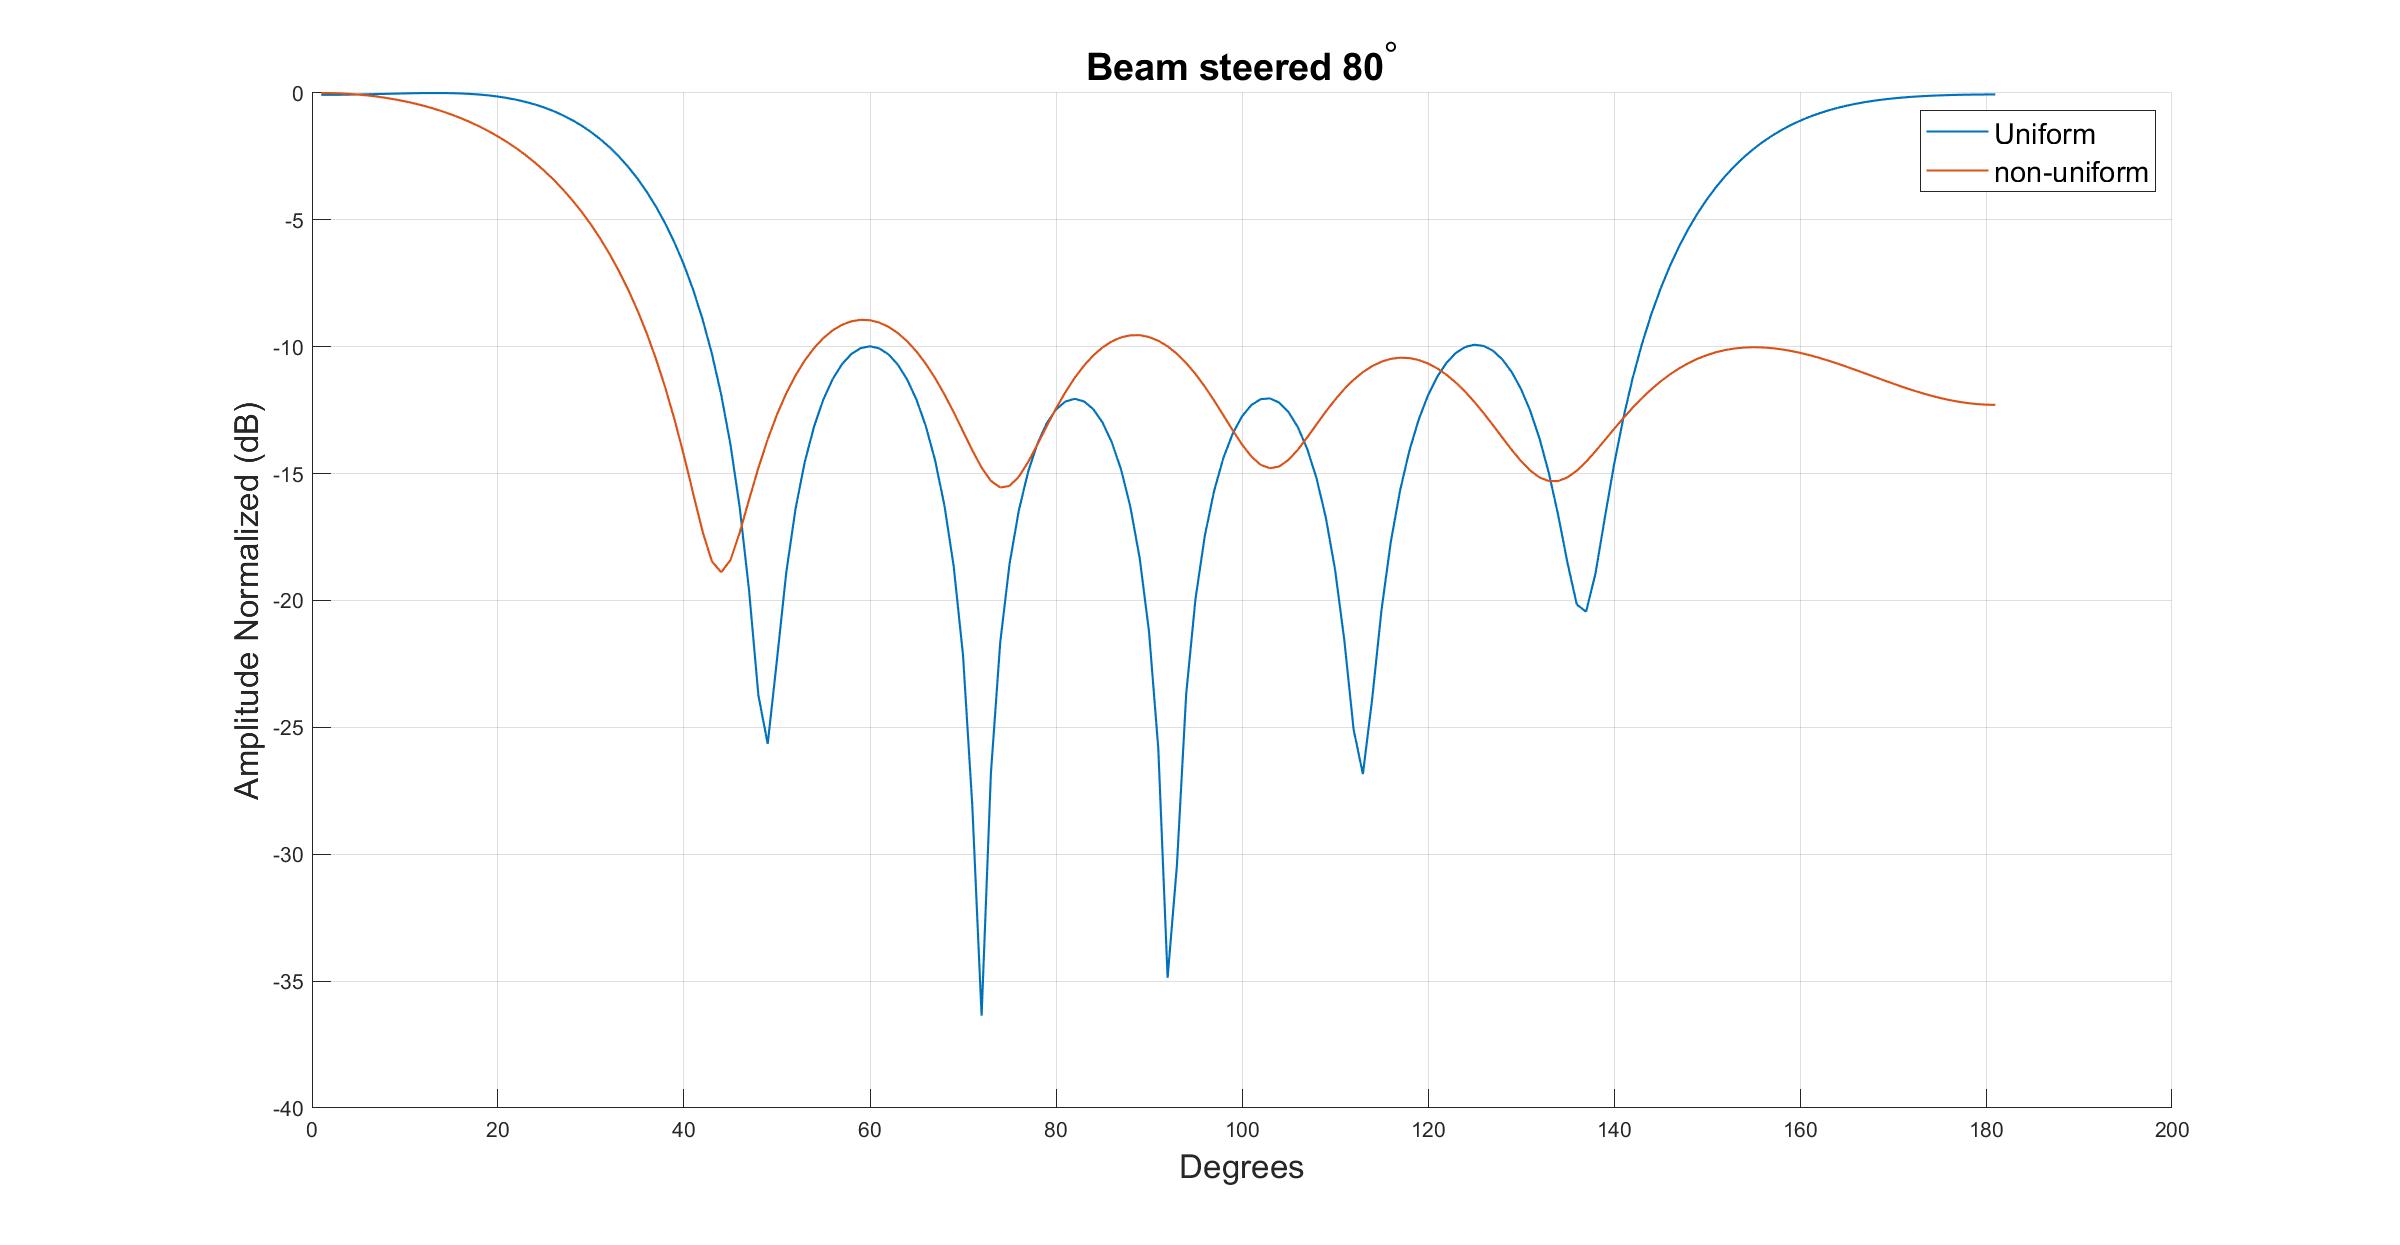 Beam steered 80°
Uniform
non-uniform
Amplitude Normalized (dB)
0
-5
-10
-15
-20
-25
-30
-35
-40
0 20 40 60 80 100 120 140 160 180 200
Degrees